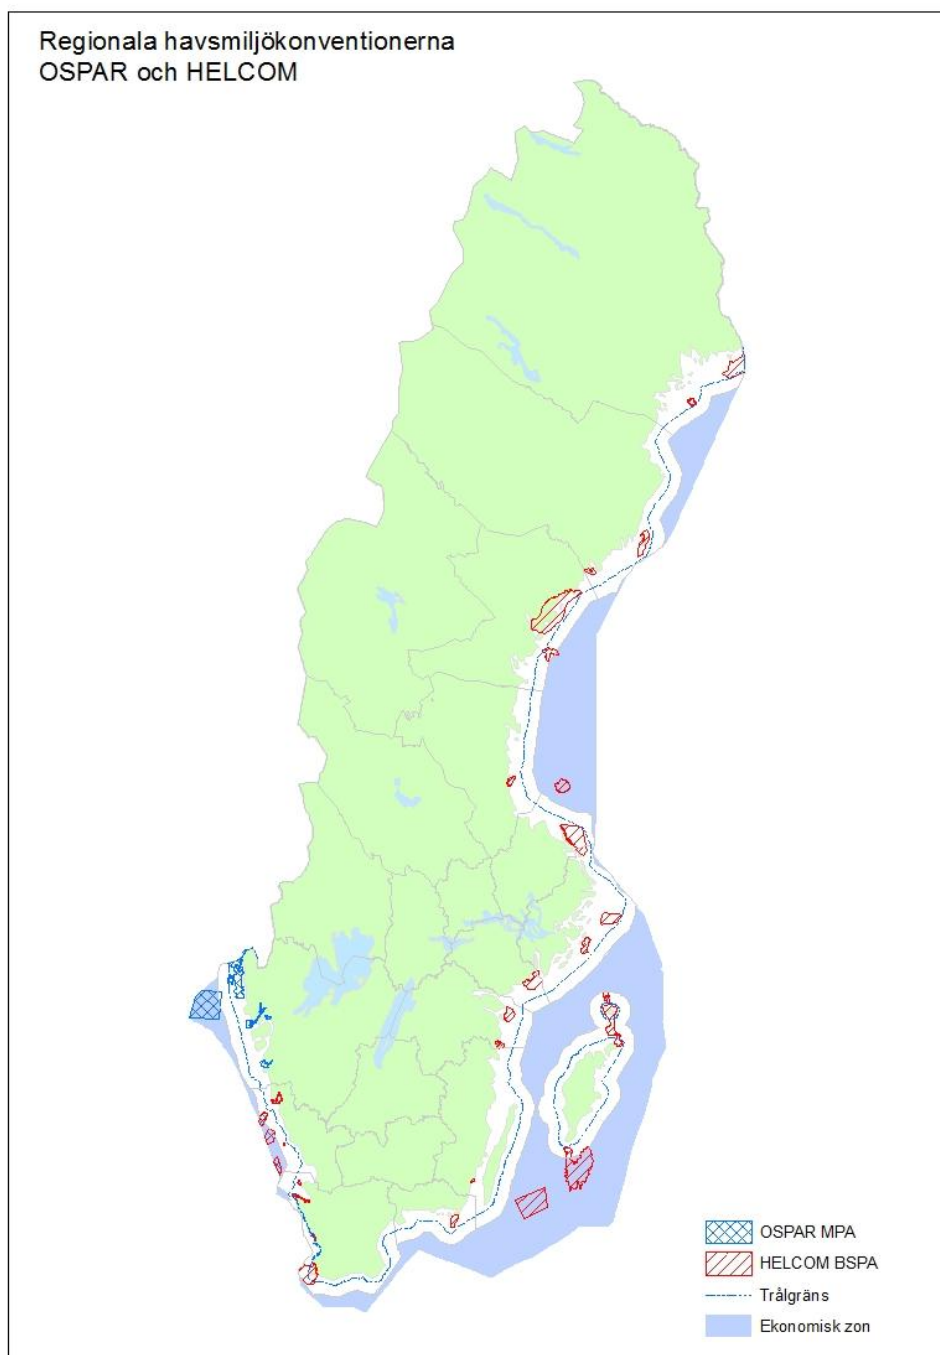 Regionala havsmiljökonventionerna
OSPAR och HELCOM
OSPAR MPA
HELCOM BSPA
Trålgräns
Ekonomisk zon